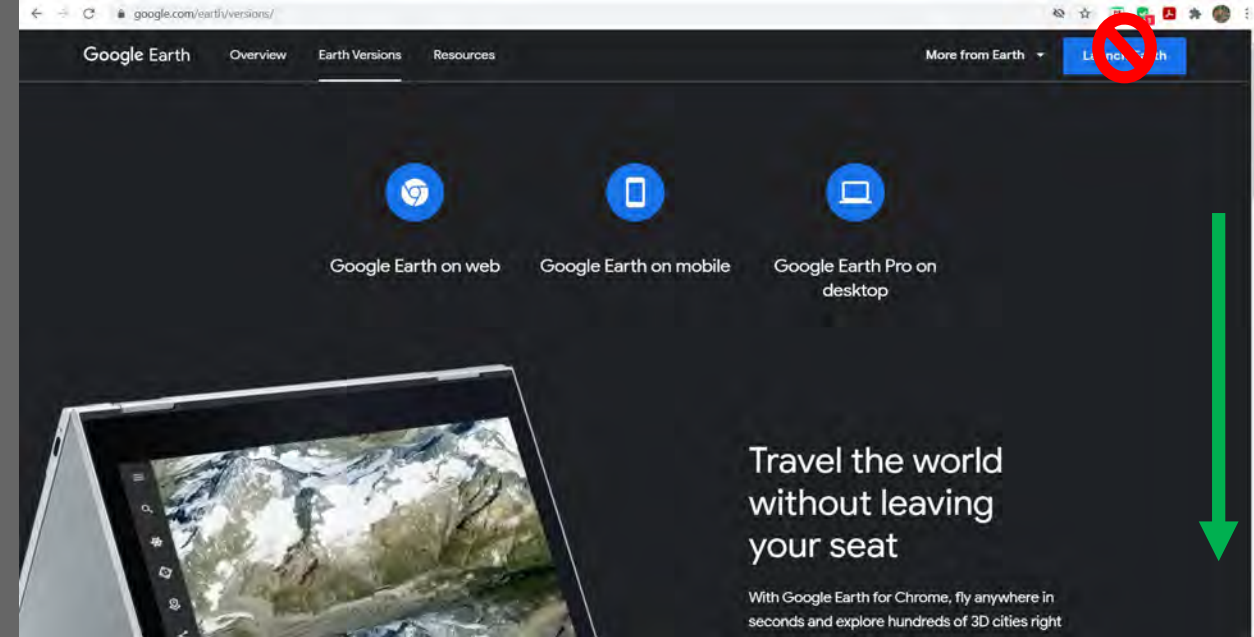 google.com/earth/versions/
Google Earth Overview Earth Versions Resources More from Earth
Google Earth on web Google Earth on mobile Google Earth Pro on
desktop
Travel the world
without leaving
your seat
With Google Earth for Chrome, fly anywhere in
seconds and explore hundreds of 3D cities right